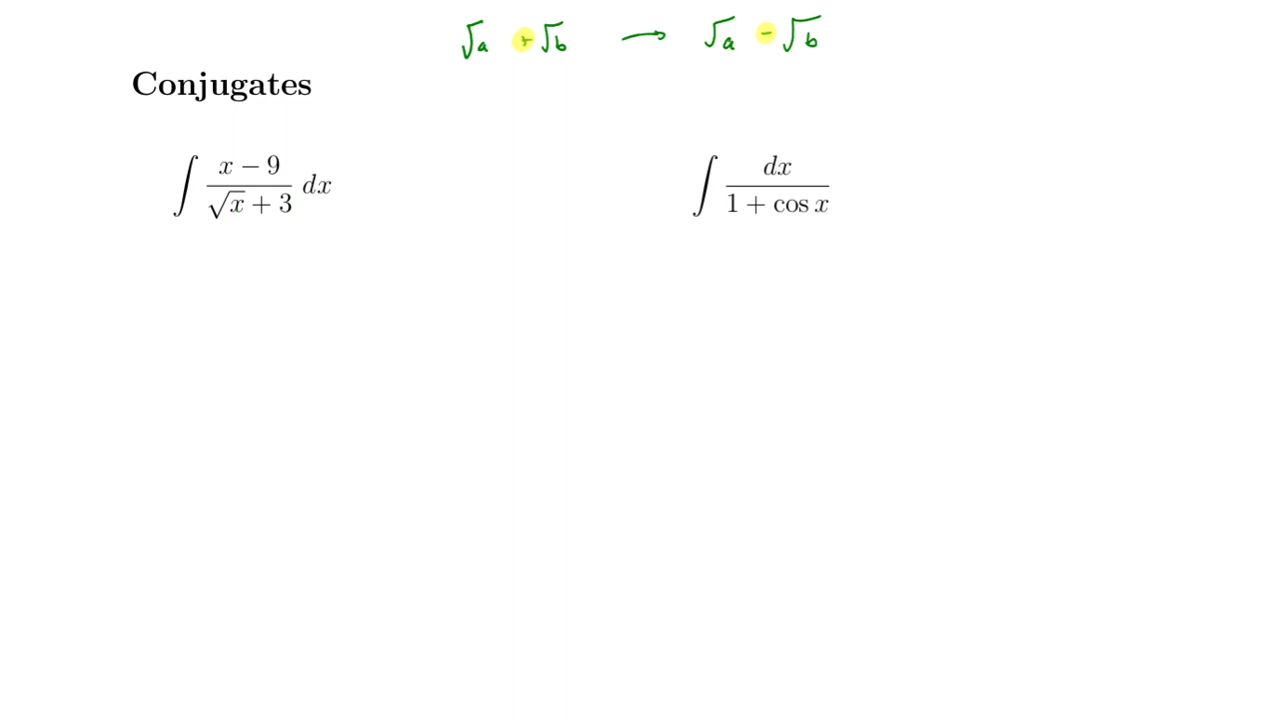 √a + √b → √a - √b
Conjugates
∫ (x − 9)/(√x + 3) dx
∫ dx/(1 + cos x)